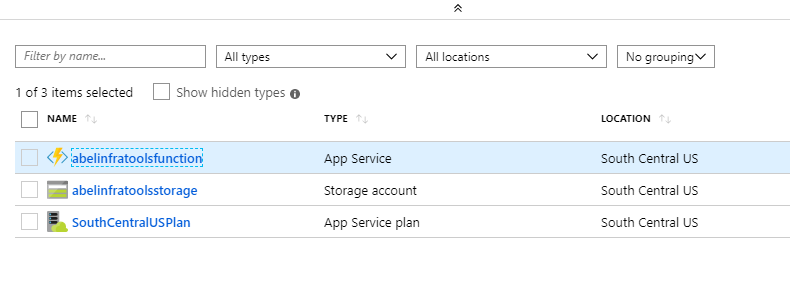 Filter by name... All types All locations No grouping
1 of 3 items selected Show hidden types
NAME TYPE LOCATION
abelinfratoolsfunction App Service South Central US
abelinfratoolsstorage Storage account South Central US
SouthCentralUSPlan App Service plan South Central US